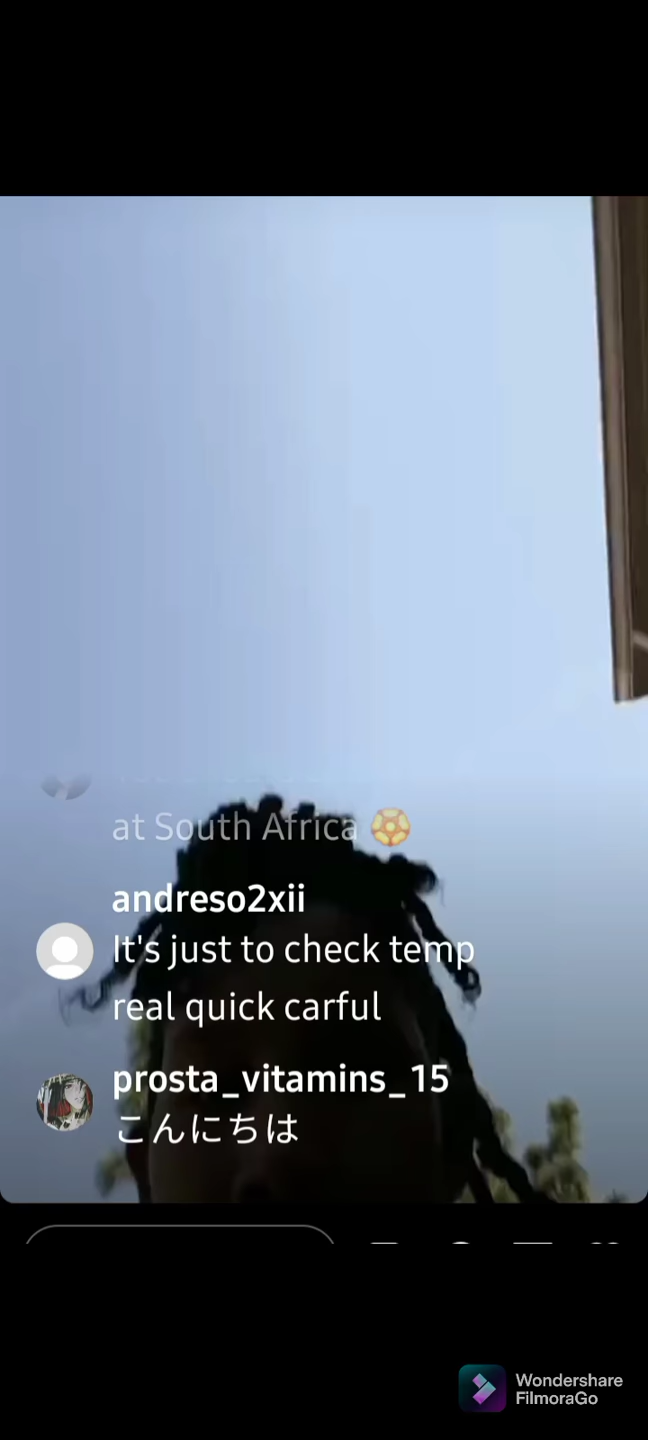 at South Africa
andreso2xii
It's just to check temp
real quick carful
prosta_vitamins_15
こんにちは
Wondershare
FilmoraGo